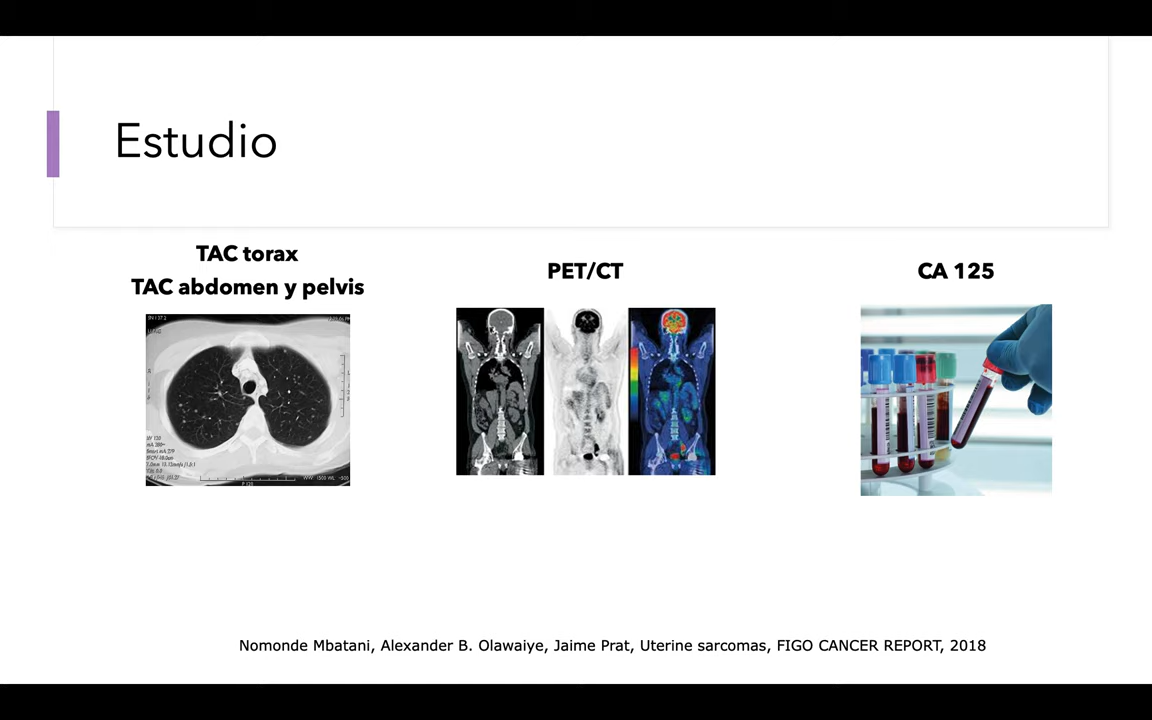 Estudio
TAC torax
TAC abdomen y pelvis
PET/CT
CA 125
Nomonde Mbatani, Alexander B. Olawaiye, Jaime Prat, Uterine sarcomas, FIGO CANCER REPORT, 2018